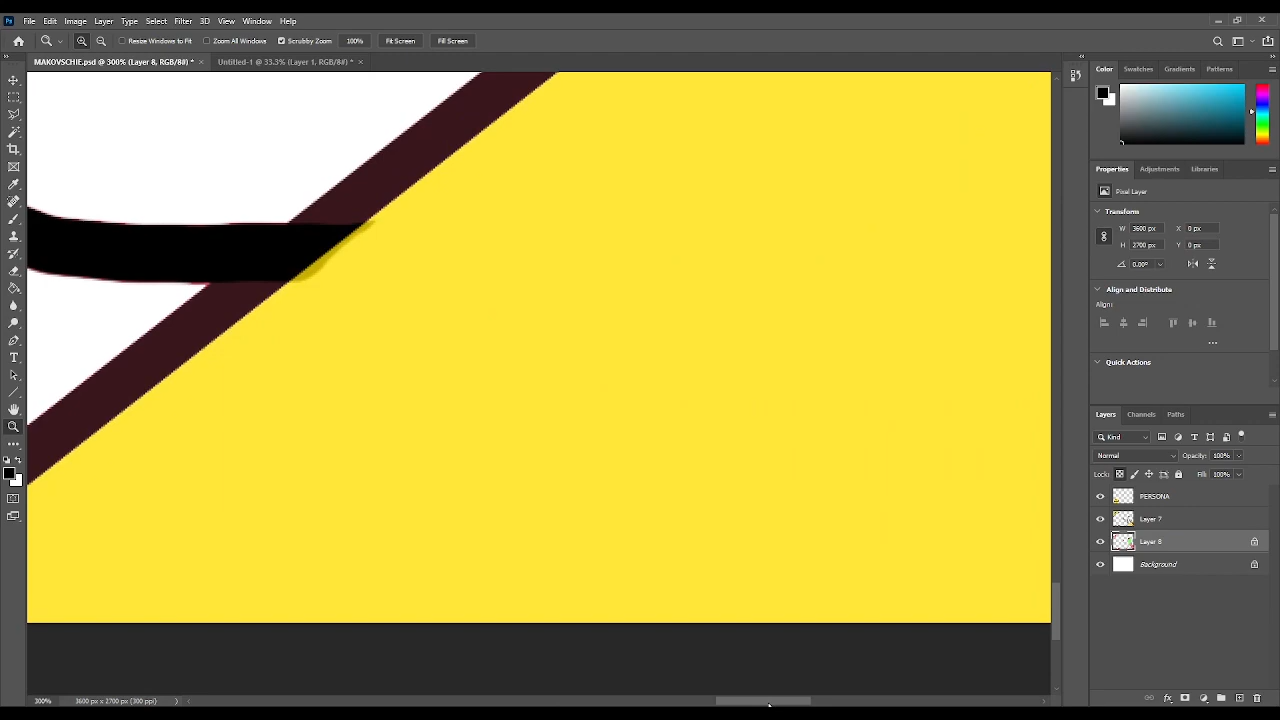 Ps File Edit Image Layer Type Select Filter 3D View Window Help
Resize Windows to Fit Zoom All Windows Scrubby Zoom 100% Fit Screen Fill Screen
MAKOVSCHIE.psd @ 300% (Layer 8, RGB/8#) * × Untitled-1 @ 33.3% (Layer 1, RGB/8#) * ×
Color Swatches Gradients Patterns
Properties Adjustments Libraries
Pixel Layer
Transform
W 3600 px X 0 px
H 2700 px Y 0 px
0.00°
Align and Distribute
Align:
...
Quick Actions
Layers Channels Paths
Kind
Normal Opacity: 100%
Lock: Fill: 100%
PERSONA
Layer 7
Layer 8
Background
fx
300% 3600 px x 2700 px (300 ppi)